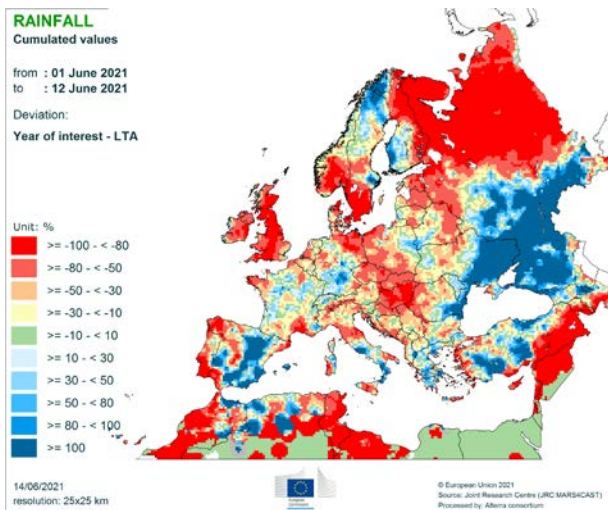 RAINFALL
Cumulated values
from : 01 June 2021
to : 12 June 2021
Deviation:
Year of interest - LTA
Unit: %
>= -100 - < -80
>= -80 - < -50
>= -50 - < -30
>= -30 - < -10
>= -10 - < 10
>= 10 - < 30
>= 30 - < 50
>= 50 - < 80
>= 80 - < 100
>= 100
14/06/2021
resolution: 25x25 km
European
Commission
© European Union 2021
Source: Joint Research Centre (JRC MARS4CAST)
Processed by: Alterra consortium